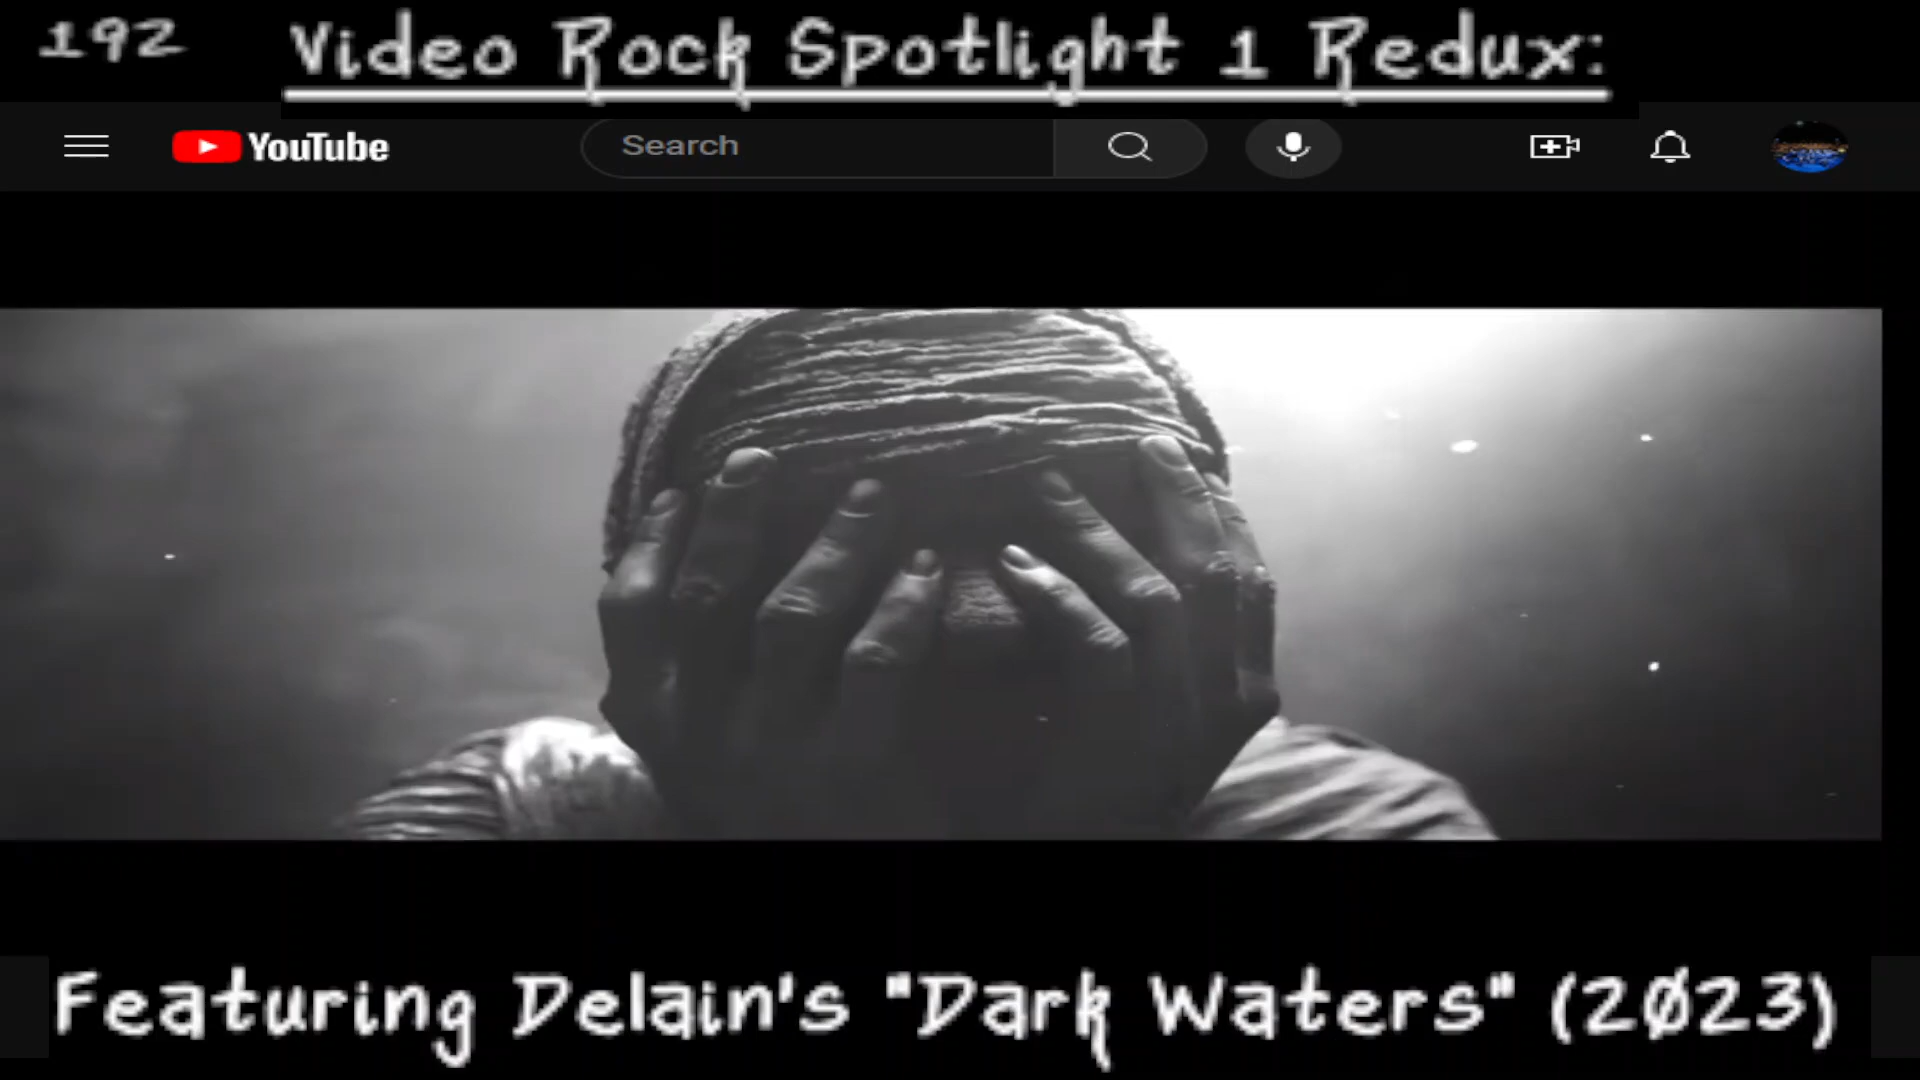 192 Video Rock Spotlight 1 Redux:
YouTube Search
Featuring Delain's "Dark Waters" (2023)